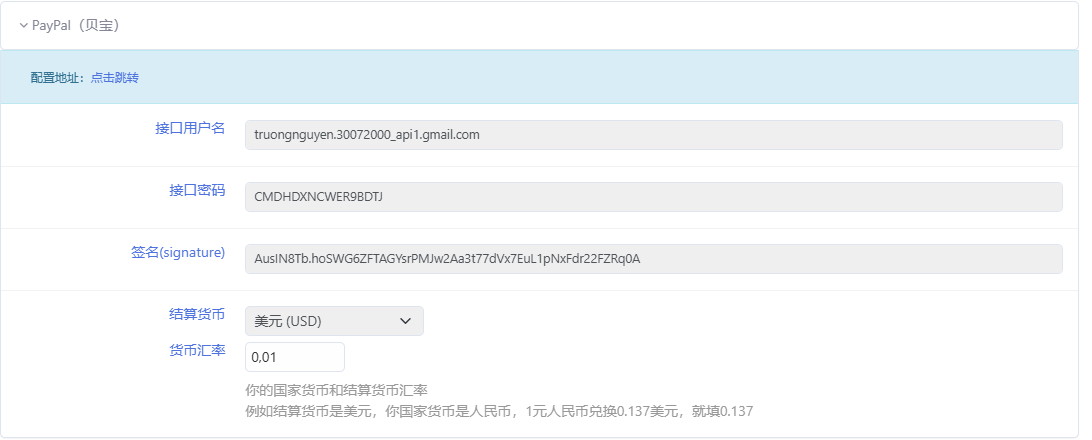 PayPal（贝宝）
配置地址：点击跳转
接口用户名
truongnguyen.30072000_api1.gmail.com
接口密码
CMDHDXNCWER9BDTJ
签名(signature)
AusIN8Tb.hoSWG6ZFTAGYsrPMJw2Aa3t77dVx7EuL1pNxFdr22FZRq0A
结算货币
美元 (USD)
货币汇率
0,01
你的国家货币和结算货币汇率
例如结算货币是美元，你国家货币是人民币，1元人民币兑换0.137美元，就填0.137